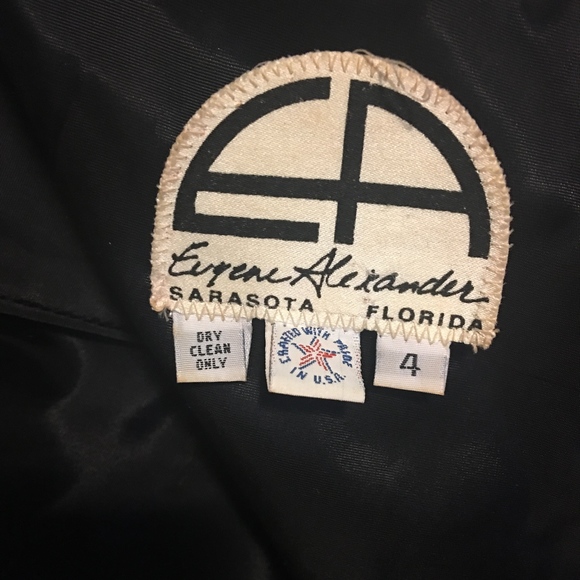 EA
Eugene Alexander
SARASOTA FLORIDA
DRY
CLEAN
ONLY
CRAFTED WITH PRIDE
IN U.S.A.
4